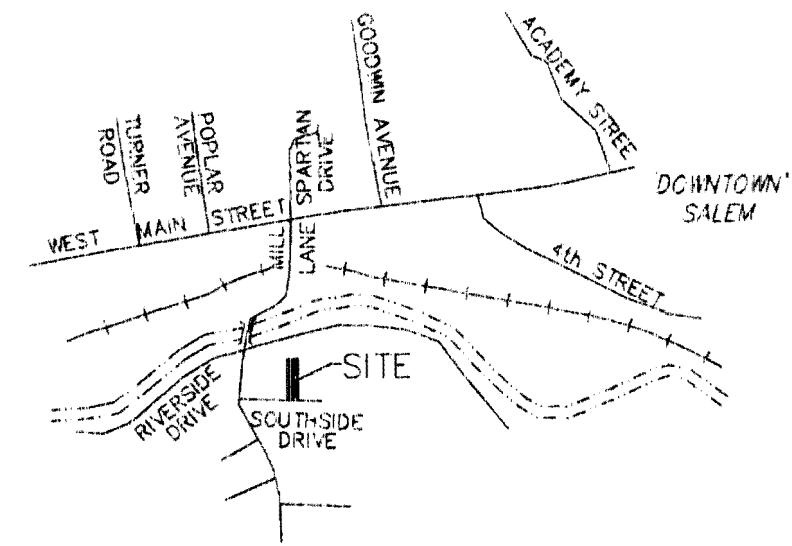 TURNER
ROAD
POPLAR
AVENUE
SPARTAN
DRIVE
GOODWIN AVENUE
ACADEMY STREE
'DOWNTOWN'
SALEM
WEST MAIN STREET
MILL
LANE
4th STREET
SITE
RIVERSIDE
DRIVE
SOUTHSIDE
DRIVE